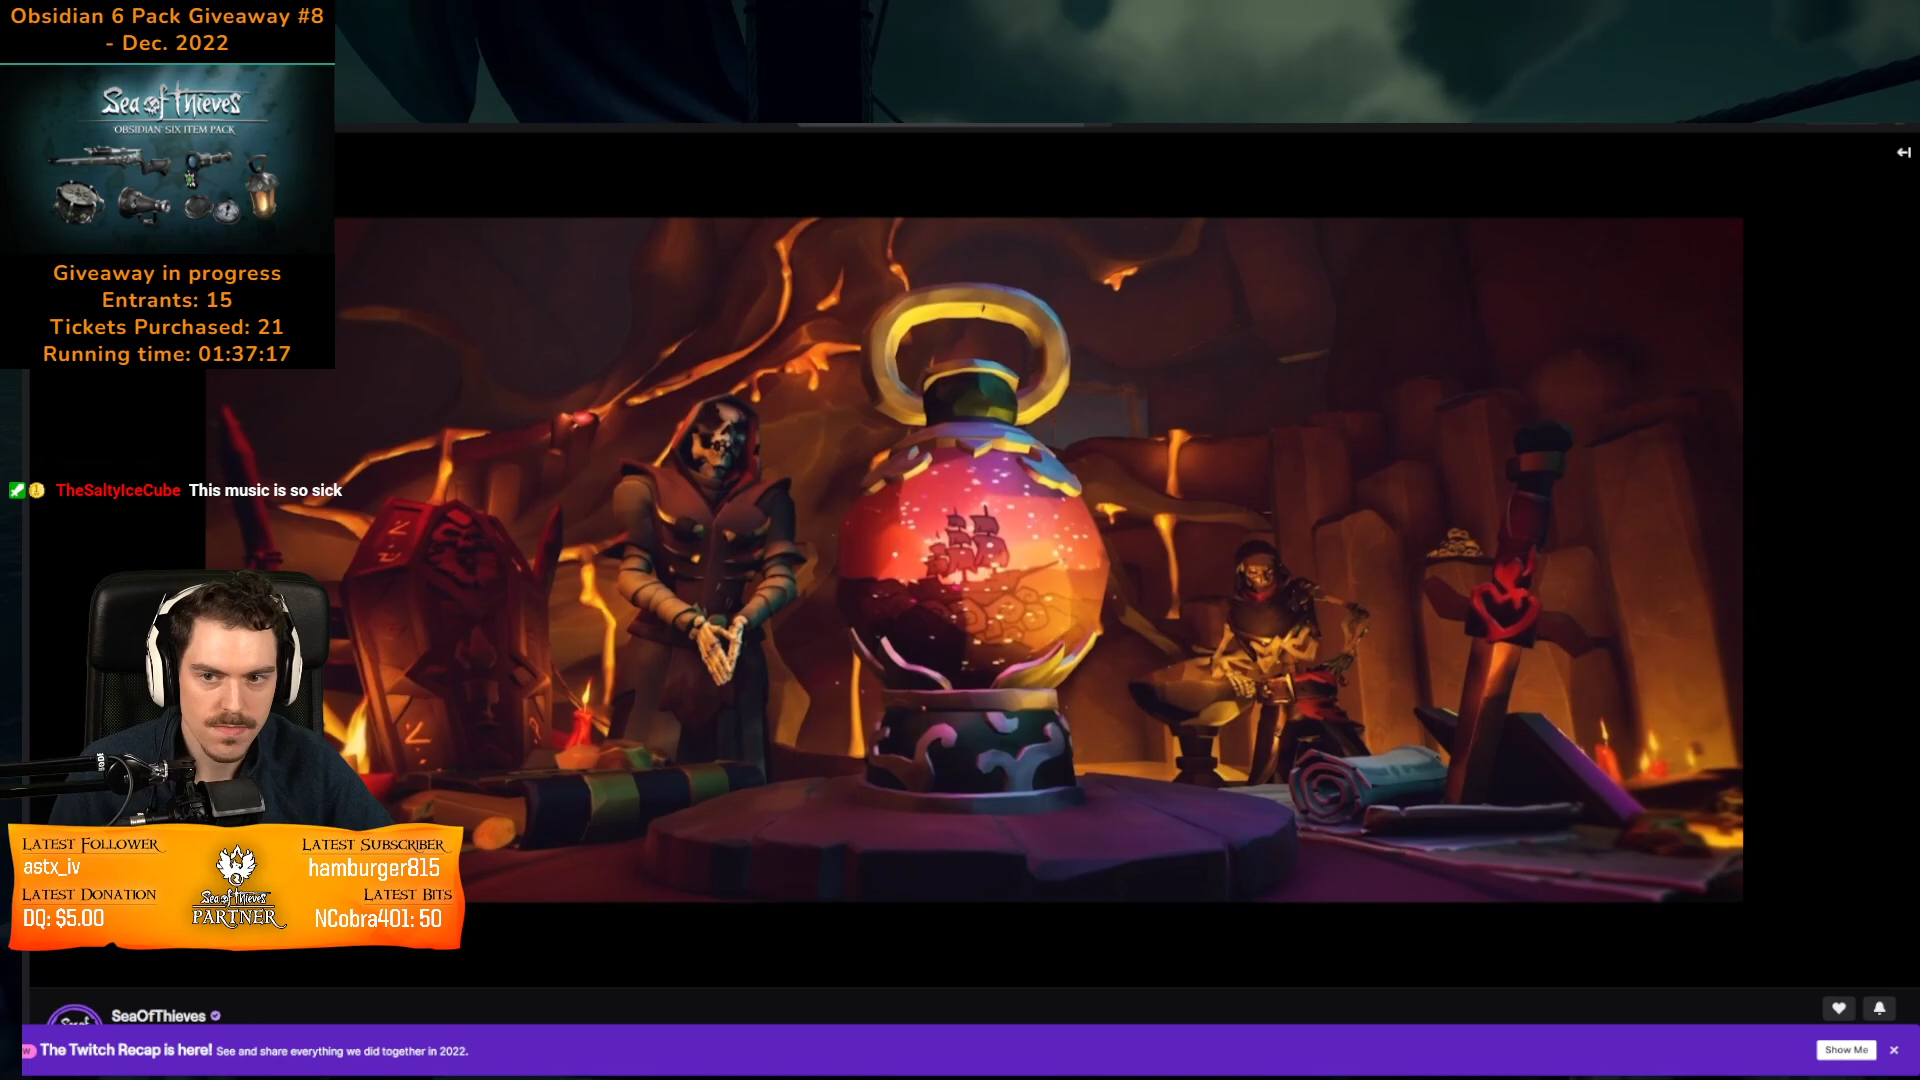 Obsidian 6 Pack Giveaway #8
- Dec. 2022
Sea of Thieves
OBSIDIAN SIX ITEM PACK
Giveaway in progress
Entrants: 15
Tickets Purchased: 21
Running time: 01:37:17
TheSaltyIceCube This music is so sick
LATEST FOLLOWER
astx_iv
LATEST SUBSCRIBER
hamburger815
LATEST DONATION
DQ: $5.00
LATEST BITS
NCobra401: 50
Sea of Thieves
PARTNER
SeaOfThieves
The Twitch Recap is here! See and share everything we did together in 2022.
Show Me